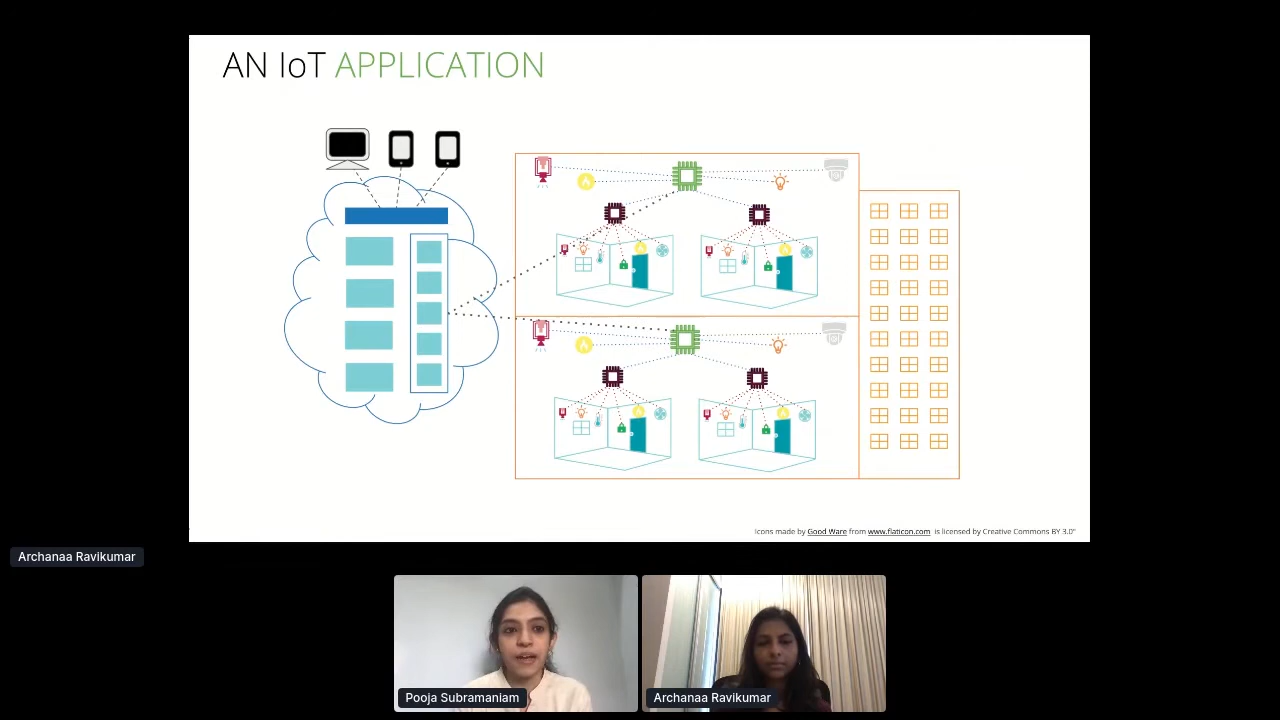 AN IoT APPLICATION
Icons made by Good Ware from www.flaticon.com is licensed by Creative Commons BY 3.0"
Archanaa Ravikumar
Pooja Subramaniam
Archanaa Ravikumar